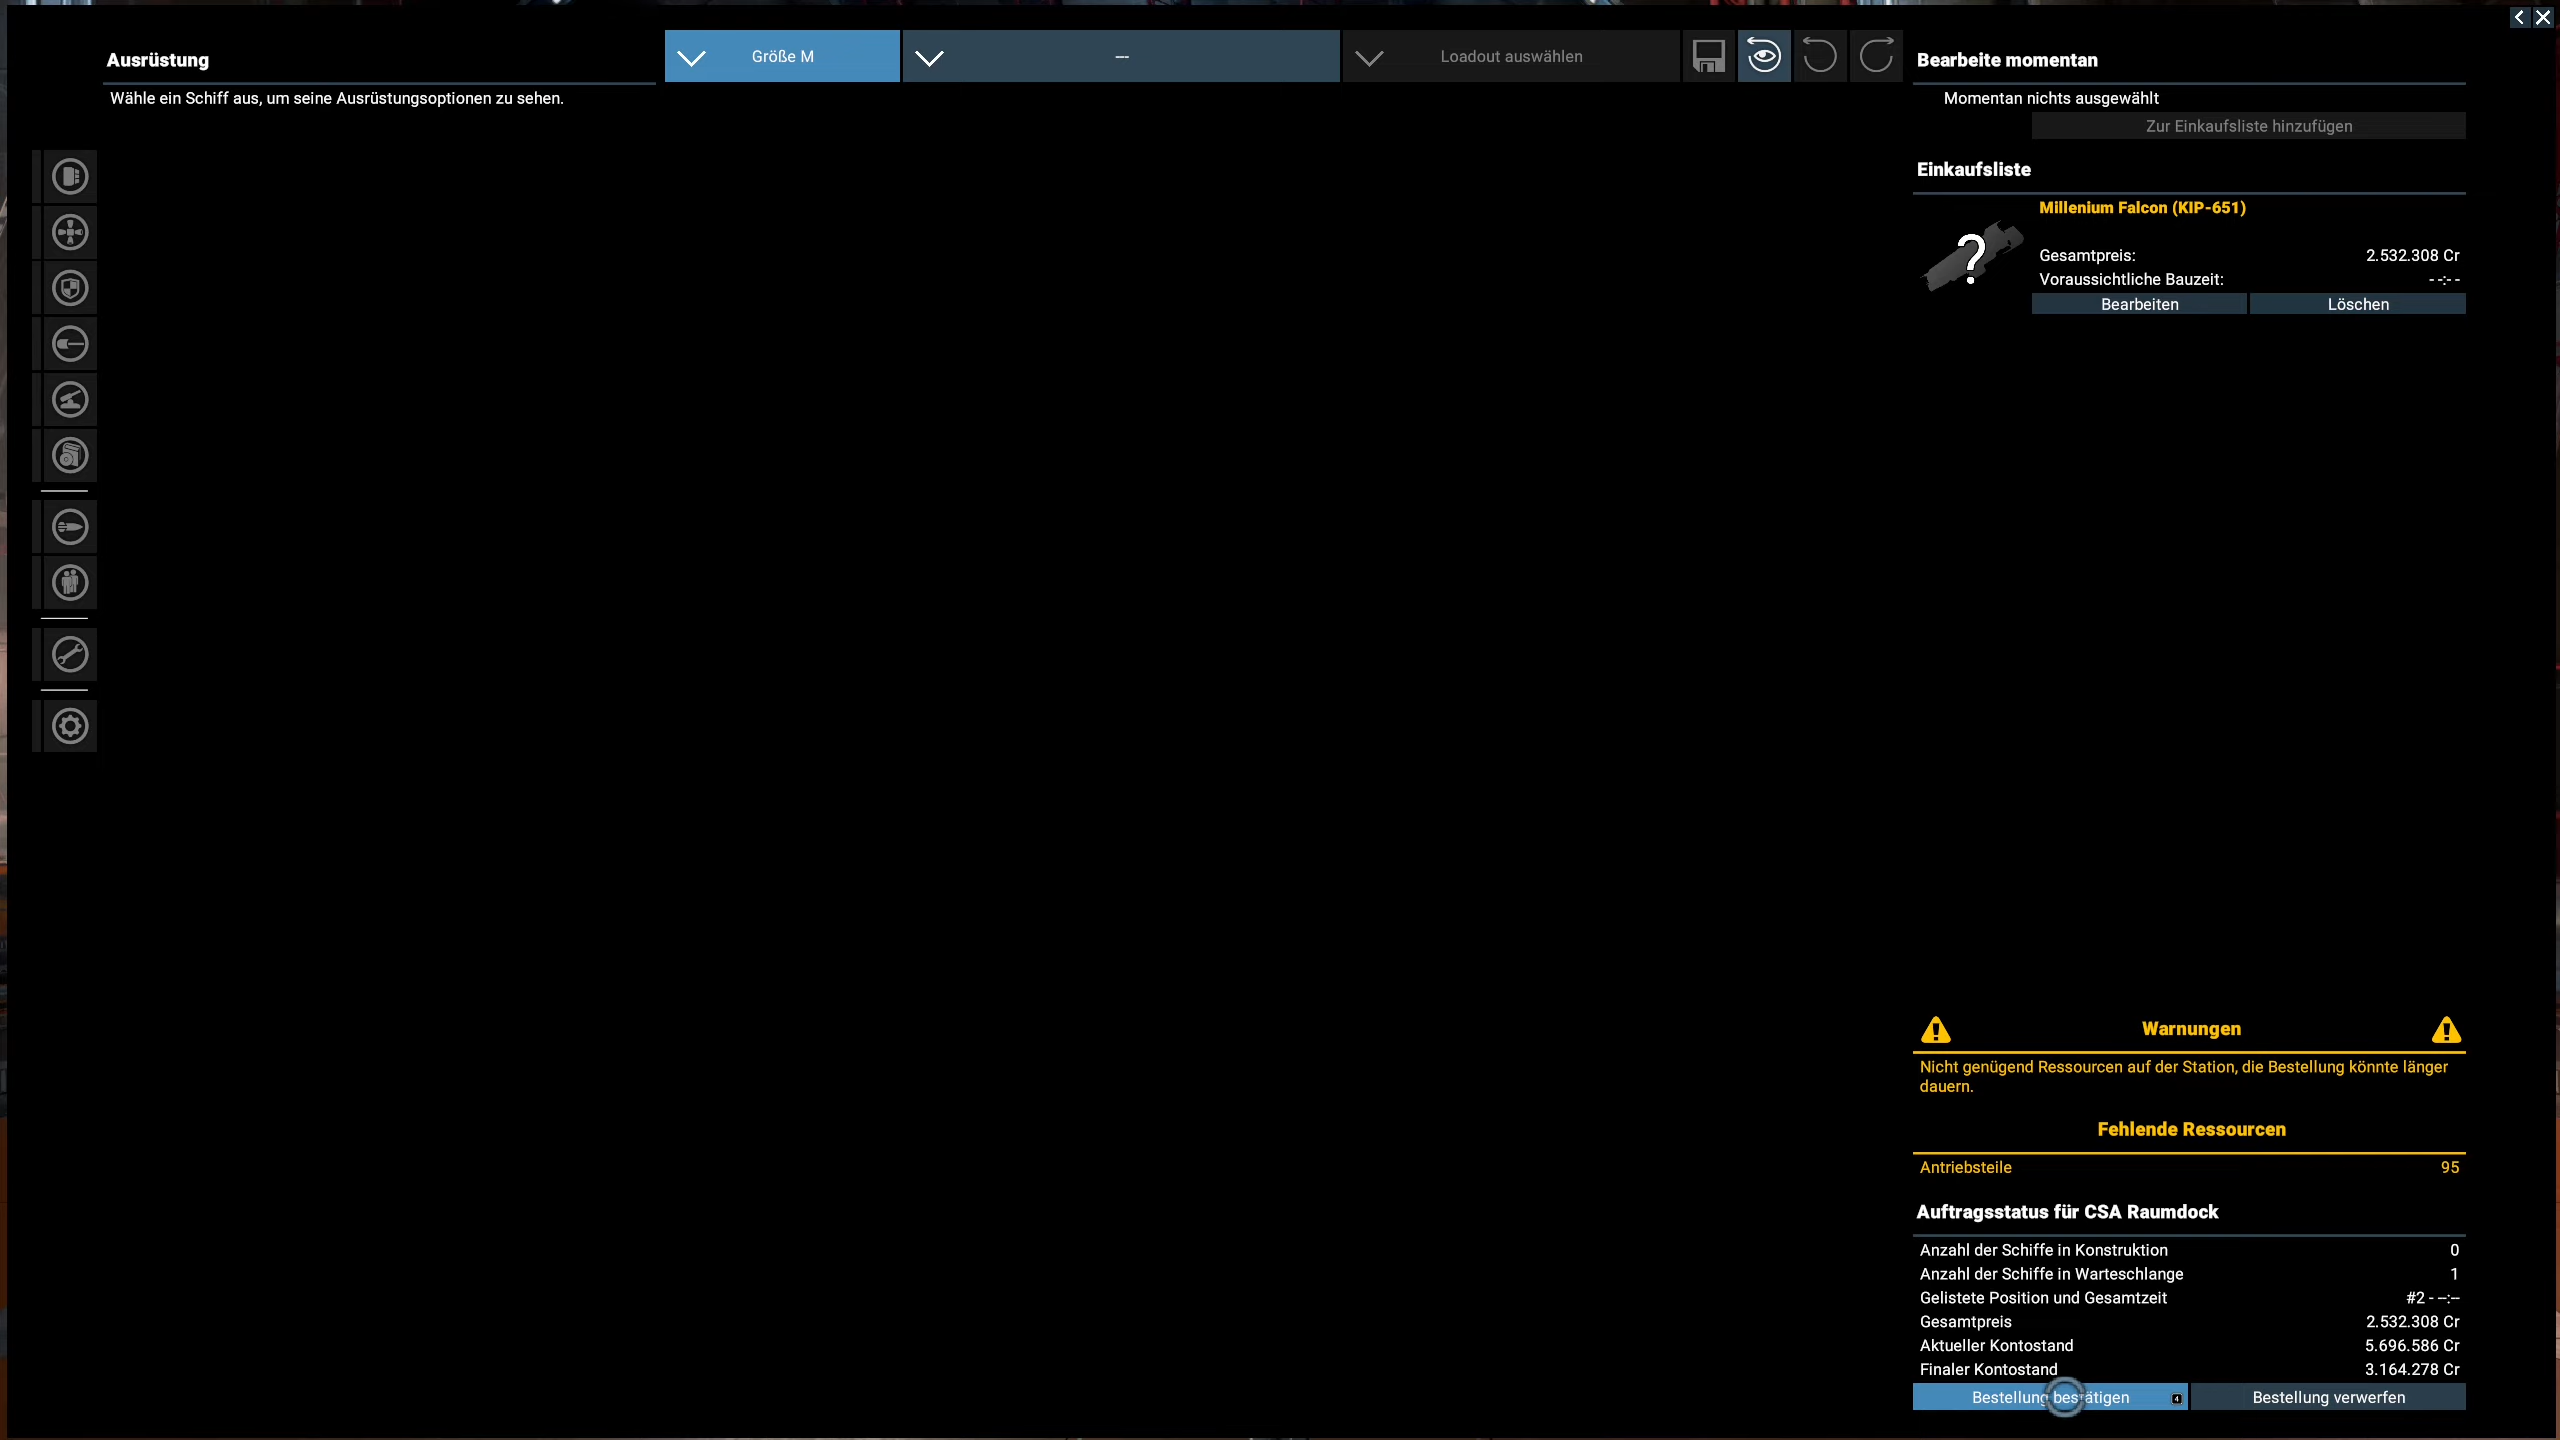 Ausrüstung
Wähle ein Schiff aus, um seine Ausrüstungsoptionen zu sehen.
Größe M
---
Loadout auswählen
Bearbeite momentan
Momentan nichts ausgewählt
Zur Einkaufsliste hinzufügen
Einkaufsliste
Millenium Falcon (KIP-651)
?
Gesamtpreis: 2.532.308 Cr
Voraussichtliche Bauzeit: --:--
Bearbeiten Löschen
Warnungen
Nicht genügend Ressourcen auf der Station, die Bestellung könnte länger
dauern.
Fehlende Ressourcen
Antriebsteile 95
Auftragsstatus für CSA Raumdock
Anzahl der Schiffe in Konstruktion 0
Anzahl der Schiffe in Warteschlange 1
Gelistete Position und Gesamtzeit #2 - --:--
Gesamtpreis 2.532.308 Cr
Aktueller Kontostand 5.696.586 Cr
Finaler Kontostand 3.164.278 Cr
Bestellung bestätigen Bestellung verwerfen